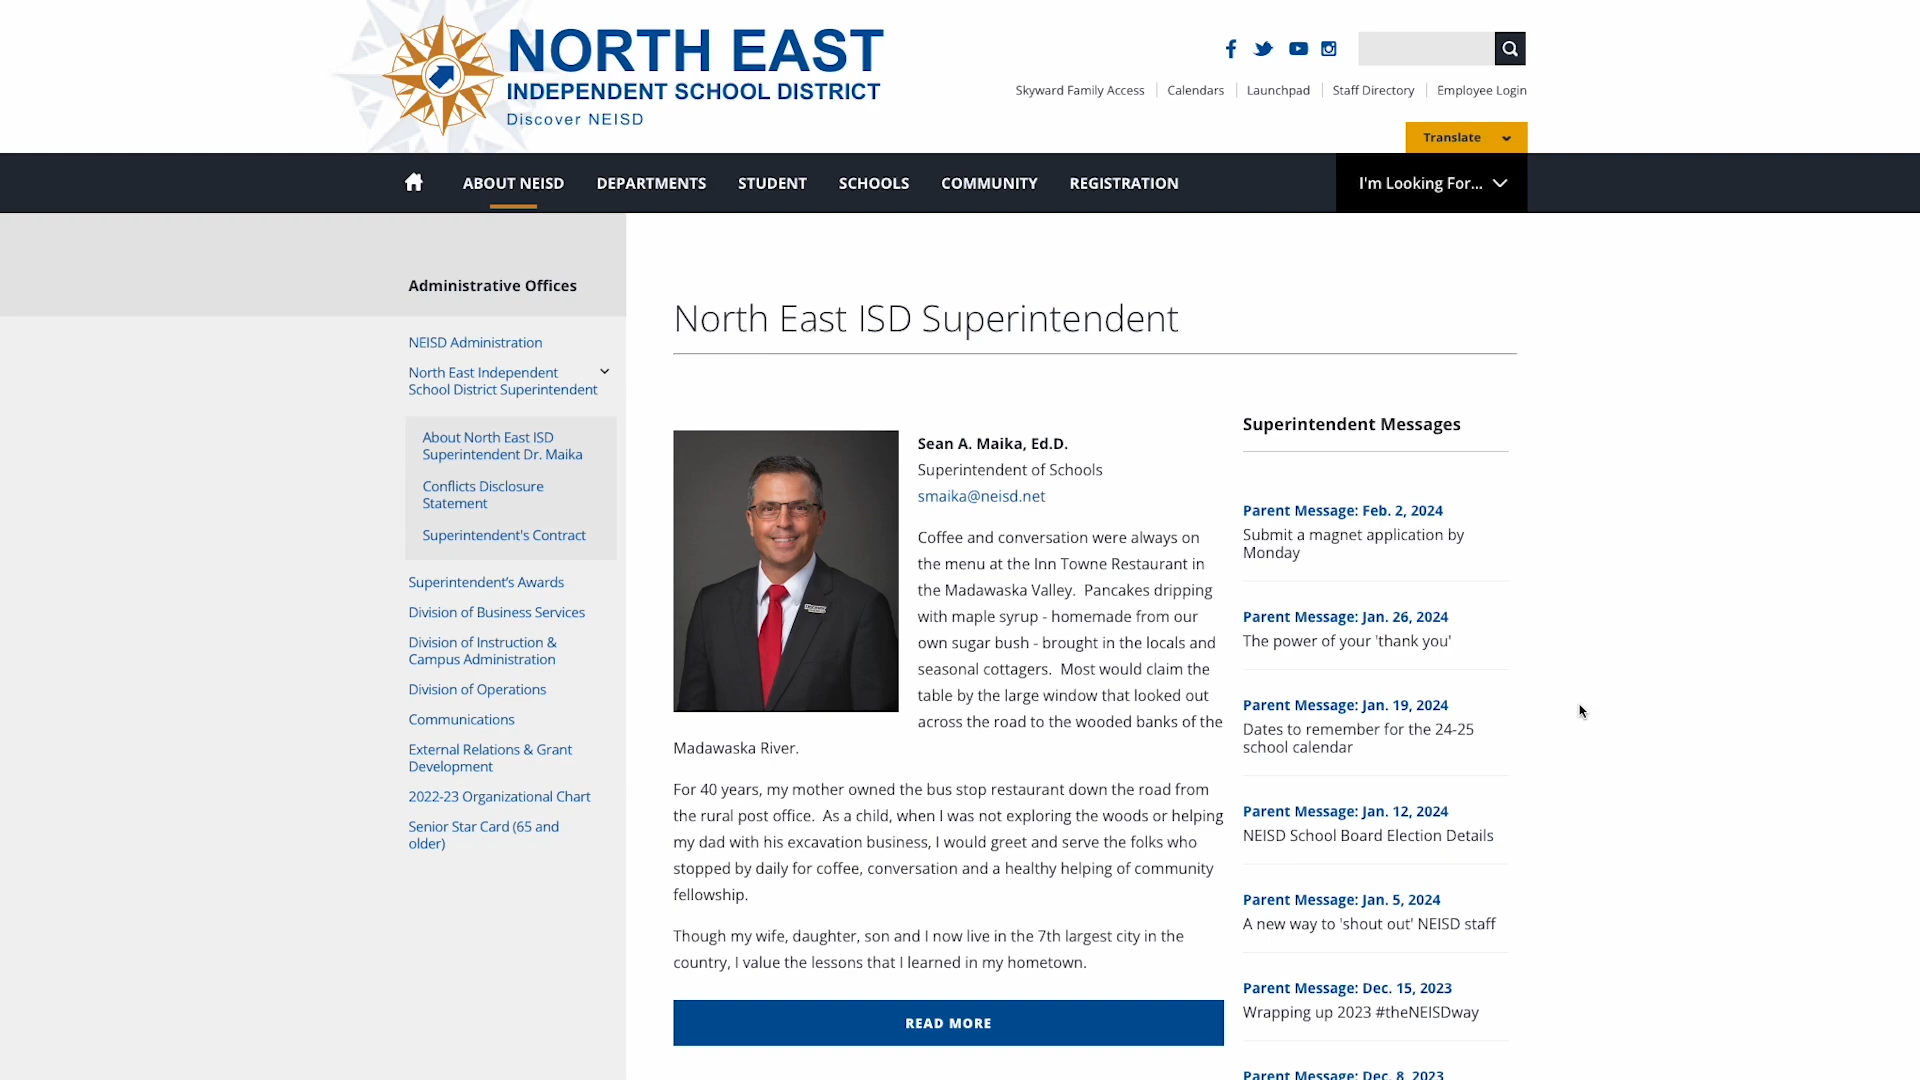 NORTH EAST
INDEPENDENT SCHOOL DISTRICT
Discover NEISD
Skyward Family Access
Calendars
Launchpad
Staff Directory
Employee Login
Translate
ABOUT NEISD
DEPARTMENTS
STUDENT
SCHOOLS
COMMUNITY
REGISTRATION
I'm Looking For...
Administrative Offices
NEISD Administration
North East Independent
School District Superintendent
About North East ISD
Superintendent Dr. Maika
Conflicts Disclosure
Statement
Superintendent's Contract
Superintendent's Awards
Division of Business Services
Division of Instruction &
Campus Administration
Division of Operations
Communications
External Relations & Grant
Development
2022-23 Organizational Chart
Senior Star Card (65 and
older)
North East ISD Superintendent
Sean A. Maika, Ed.D.
Superintendent of Schools
smaika@neisd.net
Coffee and conversation were always on
the menu at the Inn Towne Restaurant in
the Madawaska Valley. Pancakes dripping
with maple syrup - homemade from our
own sugar bush - brought in the locals and
seasonal cottagers. Most would claim the
table by the large window that looked out
across the road to the wooded banks of the
Madawaska River.
For 40 years, my mother owned the bus stop restaurant down the road from
the rural post office. As a child, when I was not exploring the woods or helping
my dad with his excavation business, I would greet and serve the folks who
stopped by daily for coffee, conversation and a healthy helping of community
fellowship.
Though my wife, daughter, son and I now live in the 7th largest city in the
country, I value the lessons that I learned in my hometown.
READ MORE
Superintendent Messages
Parent Message: Feb. 2, 2024
Submit a magnet application by
Monday
Parent Message: Jan. 26, 2024
The power of your 'thank you'
Parent Message: Jan. 19, 2024
Dates to remember for the 24-25
school calendar
Parent Message: Jan. 12, 2024
NEISD School Board Election Details
Parent Message: Jan. 5, 2024
A new way to 'shout out' NEISD staff
Parent Message: Dec. 15, 2023
Wrapping up 2023 #theNEISDway
Parent Message: Dec. 8, 2023